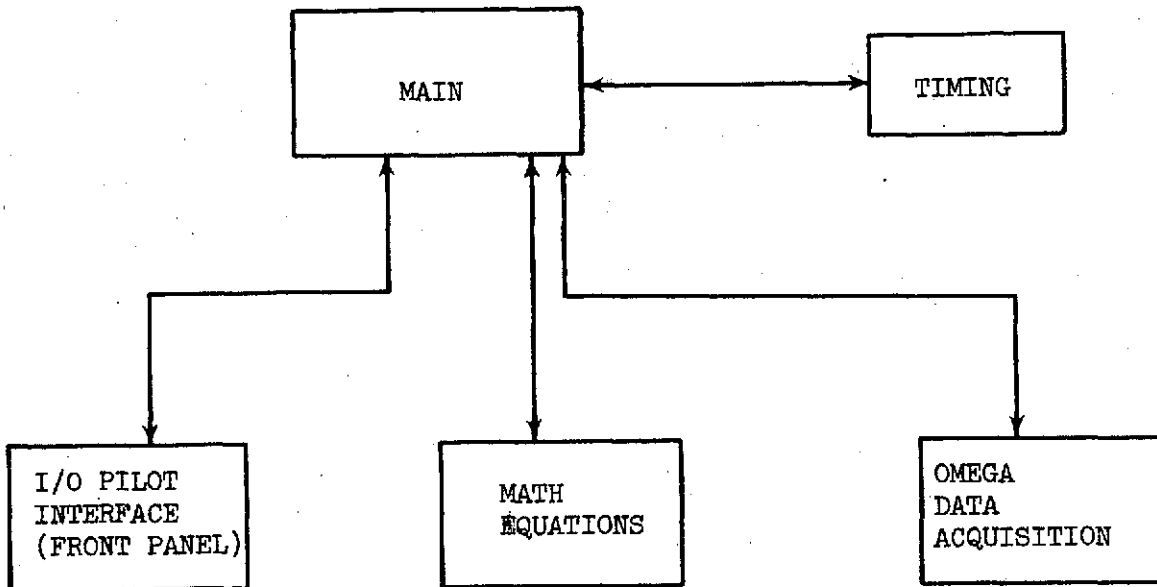 MAIN
TIMING
I/O PILOT
INTERFACE
(FRONT PANEL)
MATH
EQUATIONS
OMEGA
DATA
ACQUISITION